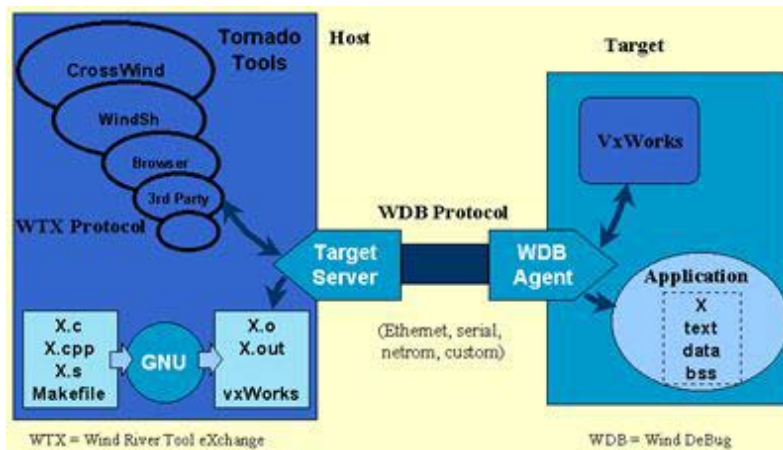 Tornado
Tools
Host
Target
CrossWind
WindSh
Browser
3rd Party
WTX Protocol
VxWorks
WDB Protocol
Target
Server
WDB
Agent
Application
X
text
data
bss
X.c
X.cpp
X.s
Makefile
GNU
X.o
X.out
vxWorks
(Ethernet, serial,
netrom, custom)
WTX = Wind River Tool eXchange
WDB = Wind DeBug